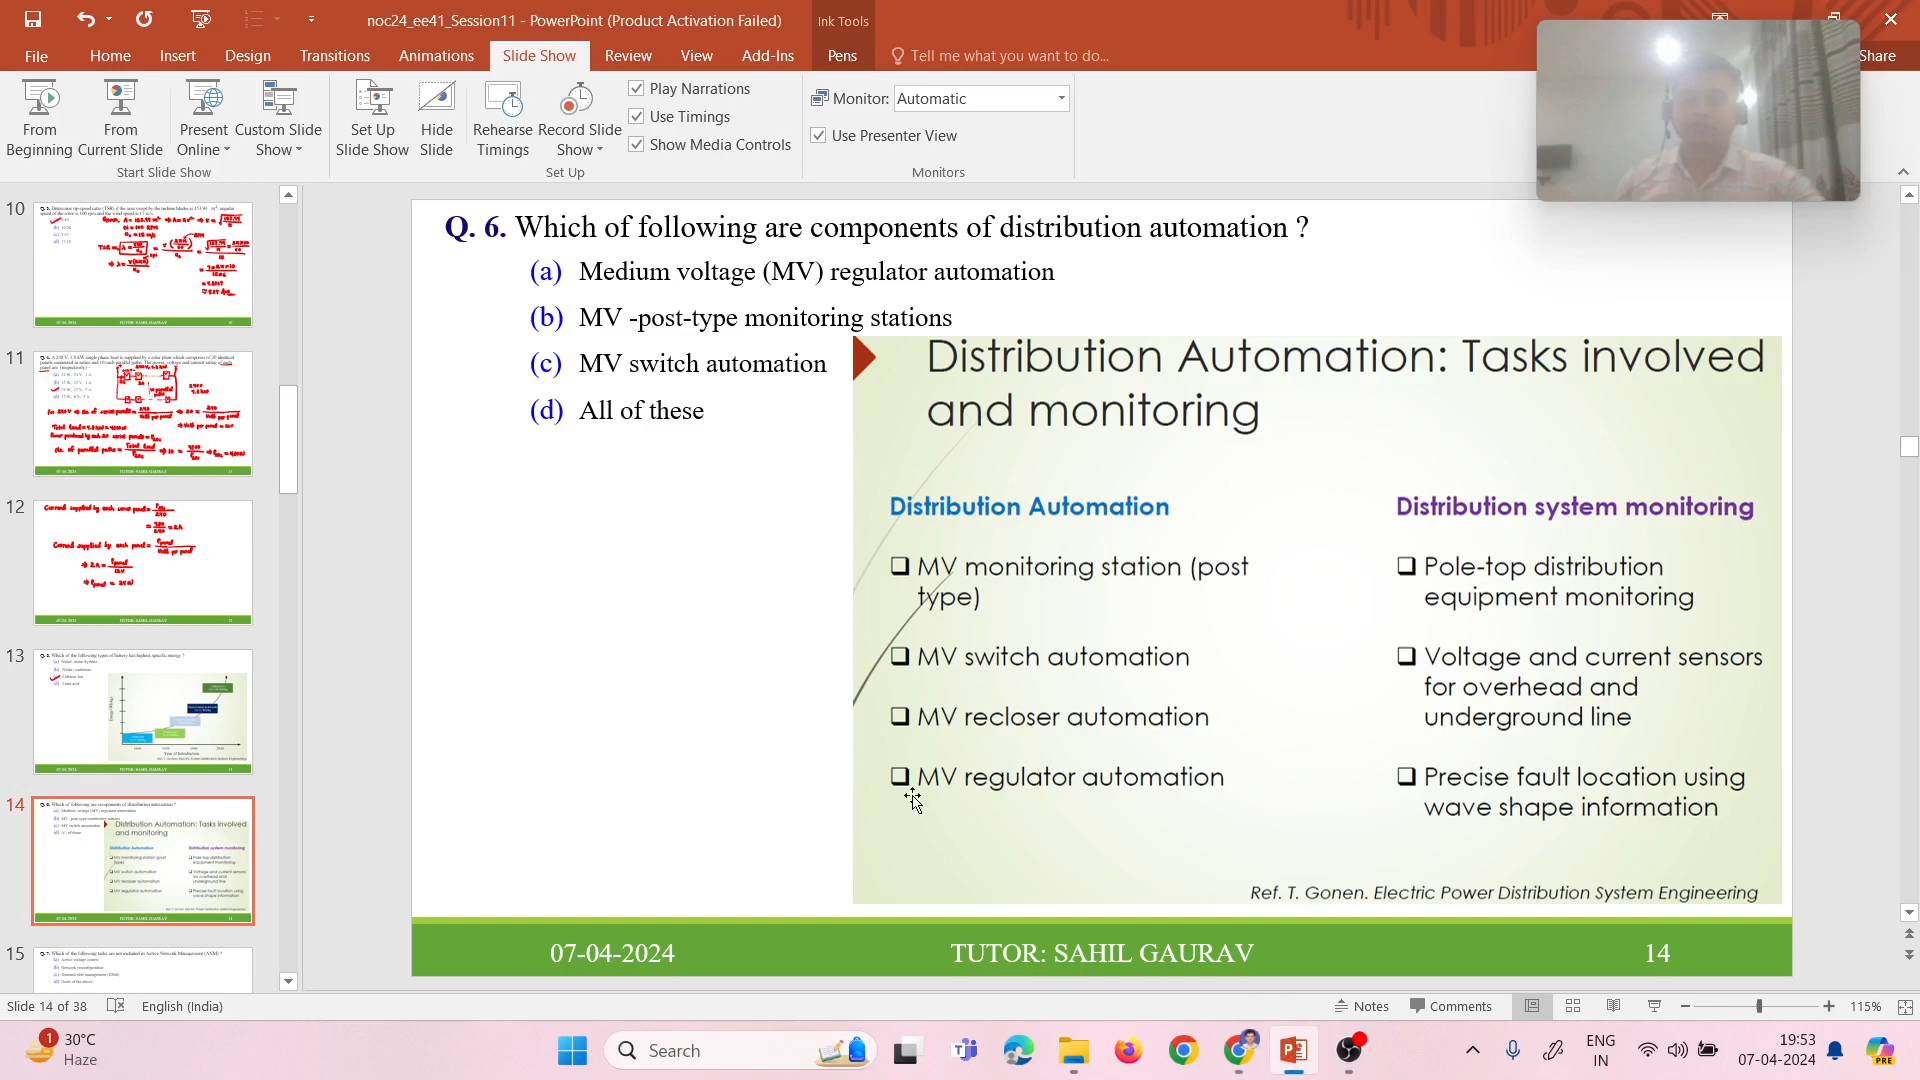 noc24_ee41_Session11 - PowerPoint (Product Activation Failed)
Ink Tools
File
Home
Insert
Design
Transitions
Animations
Slide Show
Review
View
Add-Ins
Pens
Tell me what you want to do...
Share
From Beginning
From Current Slide
Present Online
Custom Slide Show
Set Up Slide Show
Hide Slide
Rehearse Timings
Record Slide Show
Play Narrations
Use Timings
Show Media Controls
Monitor: Automatic
Use Presenter View
Start Slide Show
Set Up
Monitors
10
11
12
13
14
15
Q. 6. Which of following are components of distribution automation ?
(a) Medium voltage (MV) regulator automation
(b) MV -post-type monitoring stations
(c) MV switch automation
(d) All of these
Distribution Automation: Tasks involved
and monitoring
Distribution Automation
MV monitoring station (post
type)
MV switch automation
MV recloser automation
MV regulator automation
Distribution system monitoring
Pole-top distribution
equipment monitoring
Voltage and current sensors
for overhead and
underground line
Precise fault location using
wave shape information
Ref. T. Gonen. Electric Power Distribution System Engineering
07-04-2024
TUTOR: SAHIL GAURAV
14
Slide 14 of 38
English (India)
Notes
Comments
115%
1
30°C
Haze
Search
ENG
IN
19:53
07-04-2024
PRE